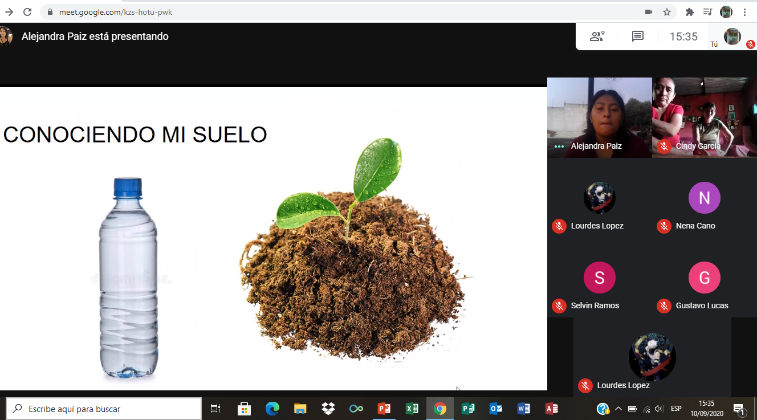 meet.google.com/kzs-hotu-pwk
Alejandra Paiz está presentando
15:35
Tú
CONOCIENDO MI SUELO
Alejandra Paiz
Cindy Garcia
Lourdes Lopez
N
Nena Cano
S
Selvin Ramos
G
Gustavo Lucas
Lourdes Lopez
Escribe aquí para buscar
ESP
15:35
10/09/2020